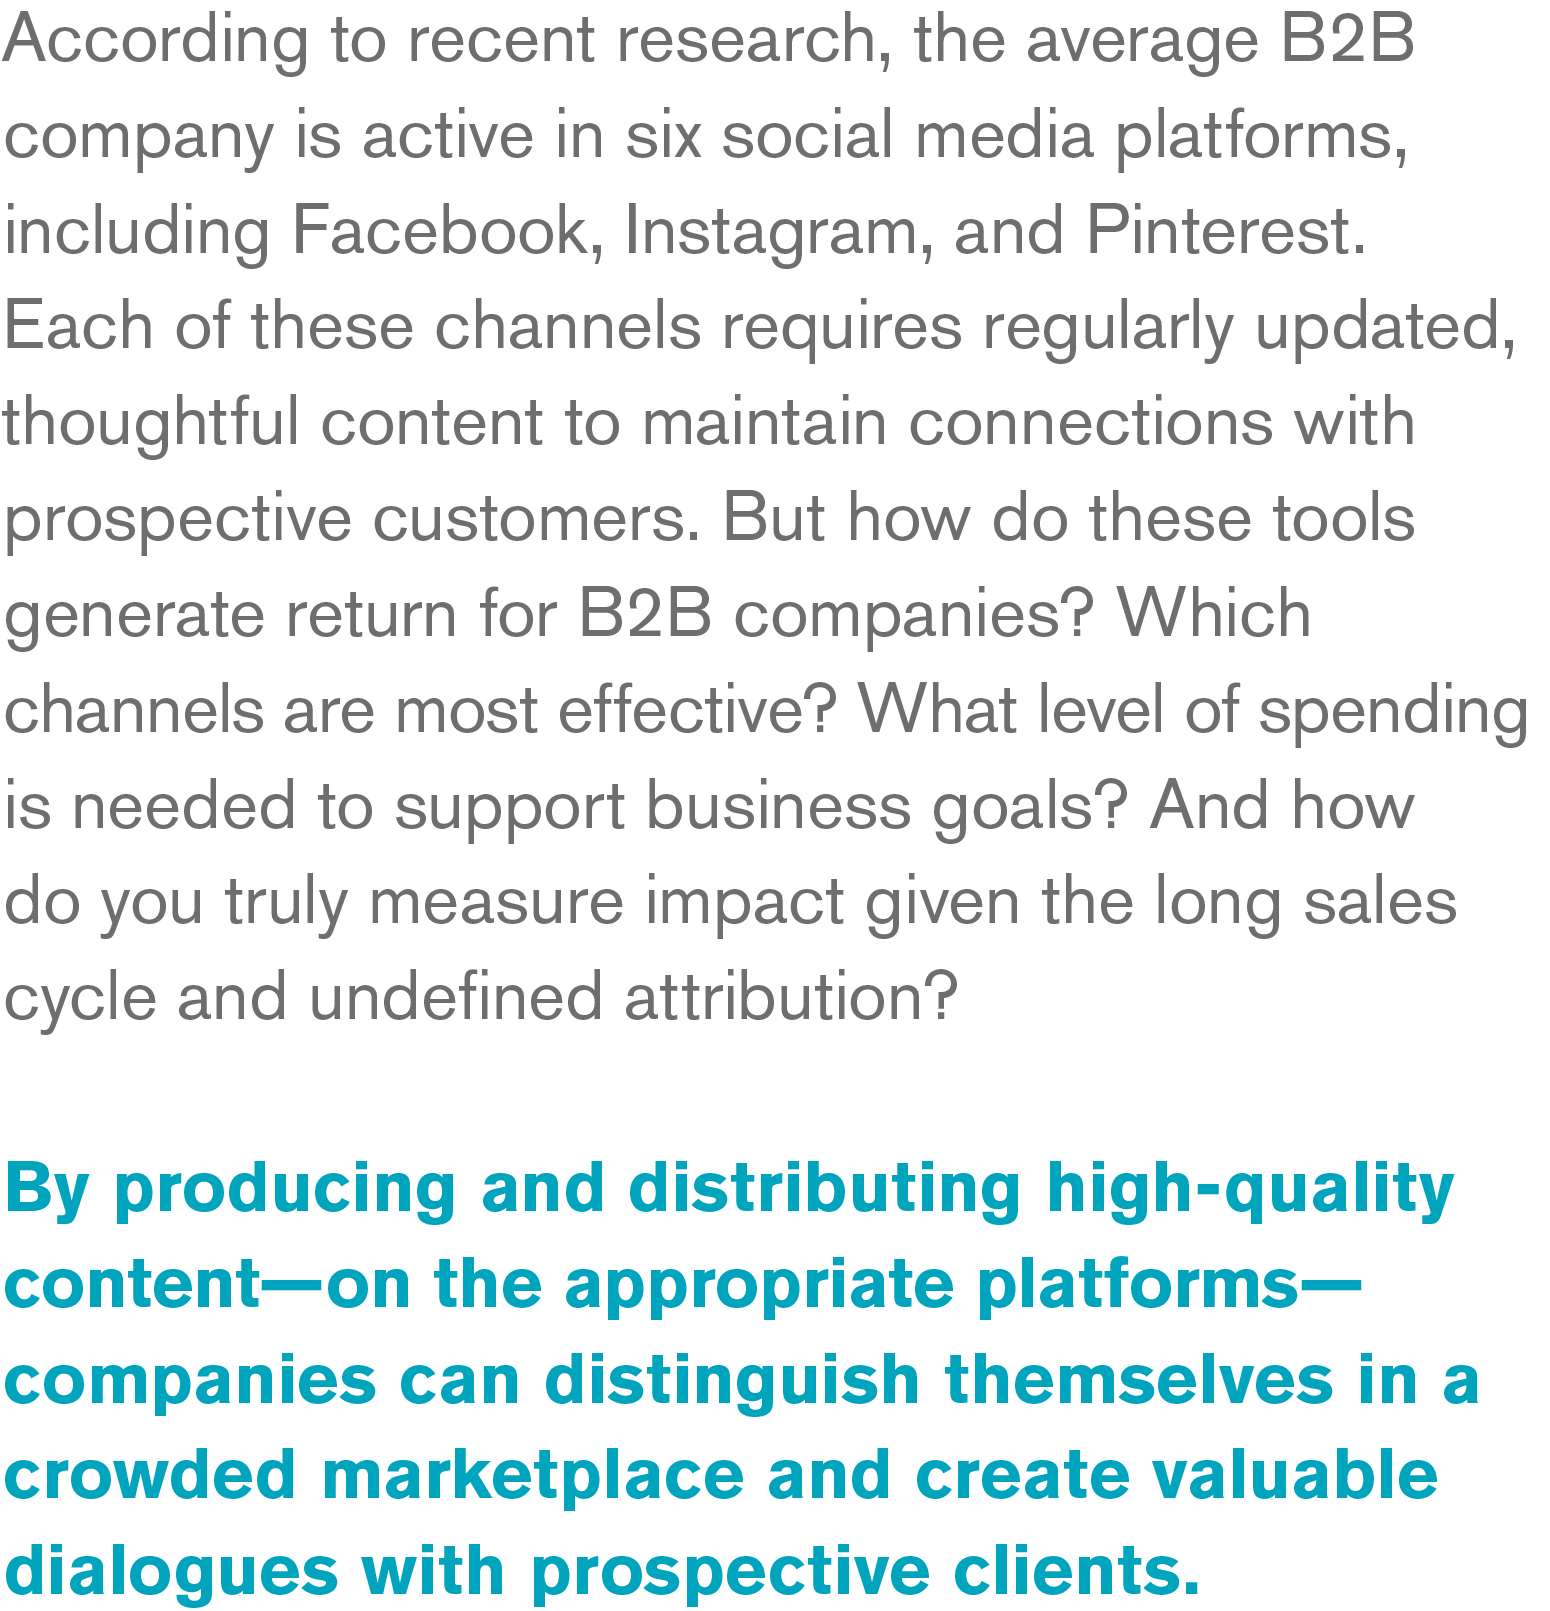 According to recent research, the average B2B
company is active in six social media platforms,
including Facebook, Instagram, and Pinterest.
Each of these channels requires regularly updated,
thoughtful content to maintain connections with
prospective customers. But how do these tools
generate return for B2B companies? Which
channels are most effective? What level of spending
is needed to support business goals? And how
do you truly measure impact given the long sales
cycle and undefined attribution?
By producing and distributing high-quality
content—on the appropriate platforms—
companies can distinguish themselves in a
crowded marketplace and create valuable
dialogues with prospective clients.